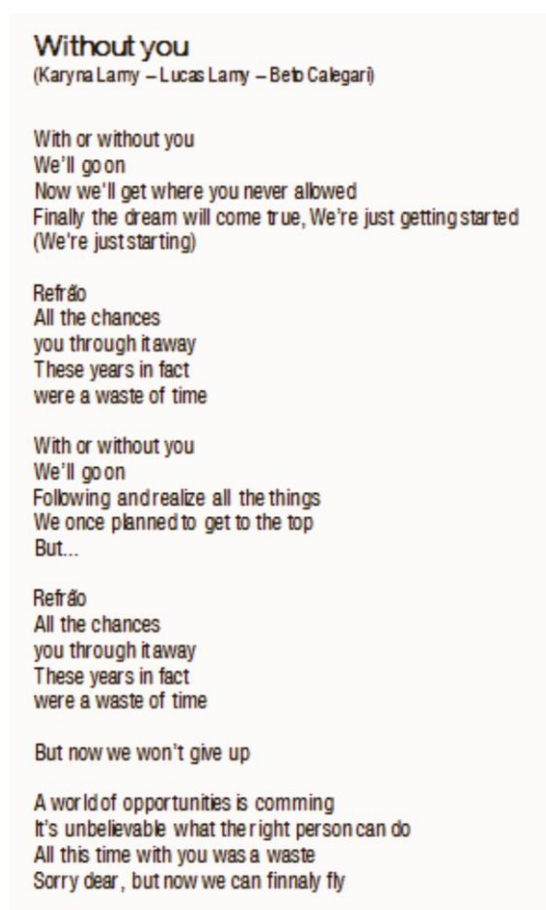 Without you
(Karyna Lamy – Lucas Lamy – Beto Calegari)
With or without you
We'll go on
Now we'll get where you never allowed
Finally the dream will come true, We're just getting started
(We're just starting)
Refrão
All the chances
you through it away
These years in fact
were a waste of time
With or without you
We'll go on
Following and realize all the things
We once planned to get to the top
But...
Refrão
All the chances
you through it away
These years in fact
were a waste of time
But now we won't give up
A world of opportunities is comming
It's unbelievable what the right person can do
All this time with you was a waste
Sorry dear, but now we can finnaly fly